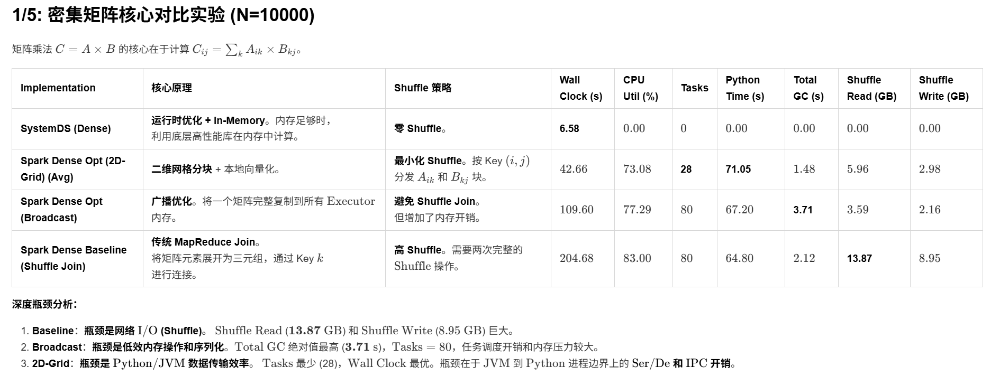 1/5: 密集矩阵核心对比实验 (N=10000)
矩阵乘法 C = A × B 的核心在于计算 C_{ij} = ∑_k A_{ik} × B_{kj}。
Implementation 核心原理 Shuffle 策略 Wall Clock (s) CPU Util (%) Tasks Python Time (s) Total GC (s) Shuffle Read (GB) Shuffle Write (GB)
SystemDS (Dense) 运行时优化 + In-Memory。内存足够时，利用底层高性能库在内存中计算。 零 Shuffle。 6.58 0.00 0 0.00 0.00 0.00 0.00
Spark Dense Opt (2D-Grid) (Avg) 二维网格分块 + 本地向量化。 最小化 Shuffle。按 Key (i, j) 分发 A_{ik} 和 B_{kj} 块。 42.66 73.08 28 71.05 1.48 5.96 2.98
Spark Dense Opt (Broadcast) 广播优化。将一个矩阵完整复制到所有 Executor 内存。 避免 Shuffle Join。但增加了内存开销。 109.60 77.29 80 67.20 3.71 3.59 2.16
Spark Dense Baseline (Shuffle Join) 传统 MapReduce Join。将矩阵元素展开为三元组，通过 Key k 进行连接。 高 Shuffle。需要两次完整的 Shuffle 操作。 204.68 83.00 80 64.80 2.12 13.87 8.95
深度瓶颈分析：
1. Baseline：瓶颈是网络 I/O (Shuffle)。 Shuffle Read (13.87 GB) 和 Shuffle Write (8.95 GB) 巨大。
2. Broadcast：瓶颈是低效内存操作和序列化。Total GC 绝对值最高 (3.71 s)，Tasks = 80，任务调度开销和内存压力较大。
3. 2D-Grid：瓶颈是 Python/JVM 数据传输效率。 Tasks 最少 (28)，Wall Clock 最优。瓶颈在于 JVM 到 Python 进程边界上的 Ser/De 和 IPC 开销。